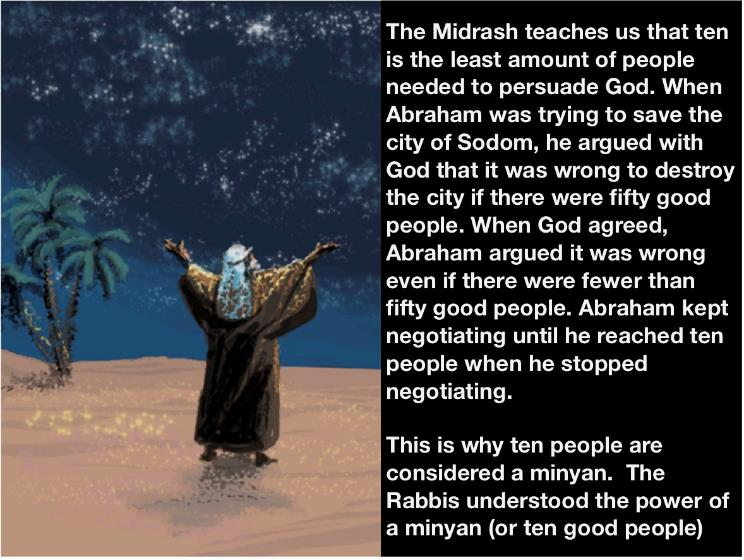 The Midrash teaches us that ten
is the least amount of people
needed to persuade God. When
Abraham was trying to save the
city of Sodom, he argued with
God that it was wrong to destroy
the city if there were fifty good
people. When God agreed,
Abraham argued it was wrong
even if there were fewer than
fifty good people. Abraham kept
negotiating until he reached ten
people when he stopped
negotiating.
This is why ten people are
considered a minyan.  The
Rabbis understood the power of
a minyan (or ten good people)